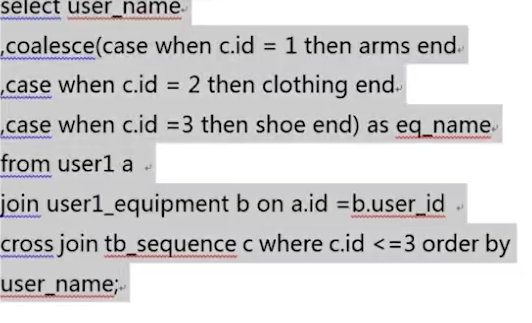 select user_name
,coalesce(case when c.id = 1 then arms end
,case when c.id = 2 then clothing end
,case when c.id =3 then shoe end) as eq_name
from user1 a
join user1_equipment b on a.id =b.user_id
cross join tb_sequence c where c.id <=3 order by
user_name;